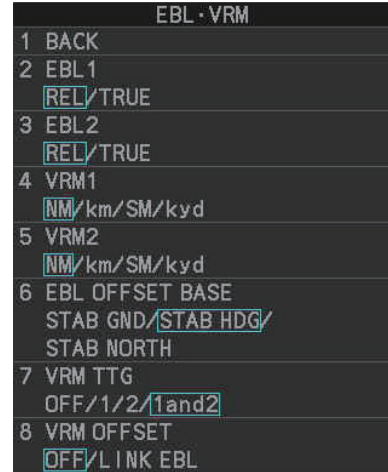 EBL・VRM
1 BACK
2 EBL1
REL/TRUE
3 EBL2
REL/TRUE
4 VRM1
NM/km/SM/kyd
5 VRM2
NM/km/SM/kyd
6 EBL OFFSET BASE
STAB GND/STAB HDG/
STAB NORTH
7 VRM TTG
OFF/1/2/1and2
8 VRM OFFSET
OFF/LINK EBL